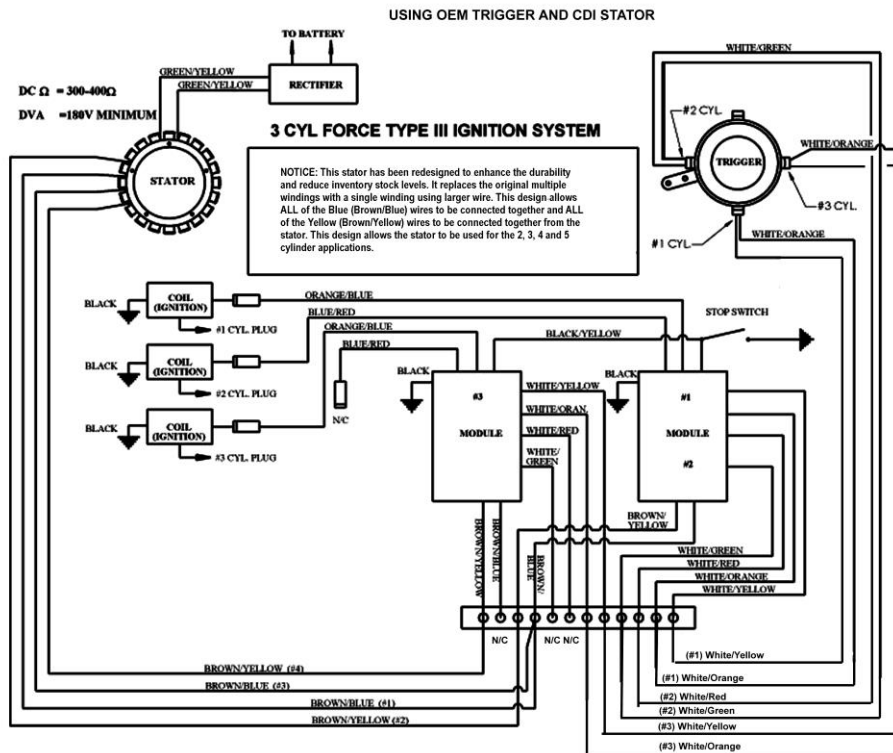 USING OEM TRIGGER AND CDI STATOR
TO BATTERY
WHITE/GREEN
GREEN/YELLOW
GREEN/YELLOW
RECTIFIER
DC Ω = 300-400Ω
DVA =180V MINIMUM
#2 CYL.
3 CYL FORCE TYPE III IGNITION SYSTEM
WHITE/ORANGE
TRIGGER
STATOR
NOTICE: This stator has been redesigned to enhance the durability
and reduce inventory stock levels. It replaces the original multiple
windings with a single winding using larger wire. This design allows
ALL of the Blue (Brown/Blue) wires to be connected together and ALL
of the Yellow (Brown/Yellow) wires to be connected together from the
stator. This design allows the stator to be used for the 2, 3, 4 and 5
cylinder applications.
#3 CYL.
WHITE/ORANGE
#1 CYL.
BLACK
COIL
(IGNITION)
ORANGE/BLUE
#1 CYL. PLUG
BLUE/RED
STOP SWITCH
ORANGE/BLUE
BLACK/YELLOW
BLUE/RED
BLACK
COIL
(IGNITION)
#2 CYL. PLUG
BLACK
BLACK
#3
WHITE/YELLOW
#1
WHITE/ORAN.
N/C
BLACK
COIL
(IGNITION)
#3 CYL. PLUG
MODULE
WHITE/RED
MODULE
WHITE/
GREEN
#2
BROWN/YELLOW
BROWN/BLUE
BROWN/
BLUE
BROWN/
YELLOW
WHITE/GREEN
WHITE/RED
WHITE/ORANGE
WHITE/YELLOW
N/C
N/C N/C
(#1) White/Yellow
BROWN/YELLOW (#4)
(#1) White/Orange
BROWN/BLUE (#3)
(#2) White/Red
BROWN/BLUE (#1)
(#2) White/Green
BROWN/YELLOW (#2)
(#3) White/Yellow
(#3) White/Orange